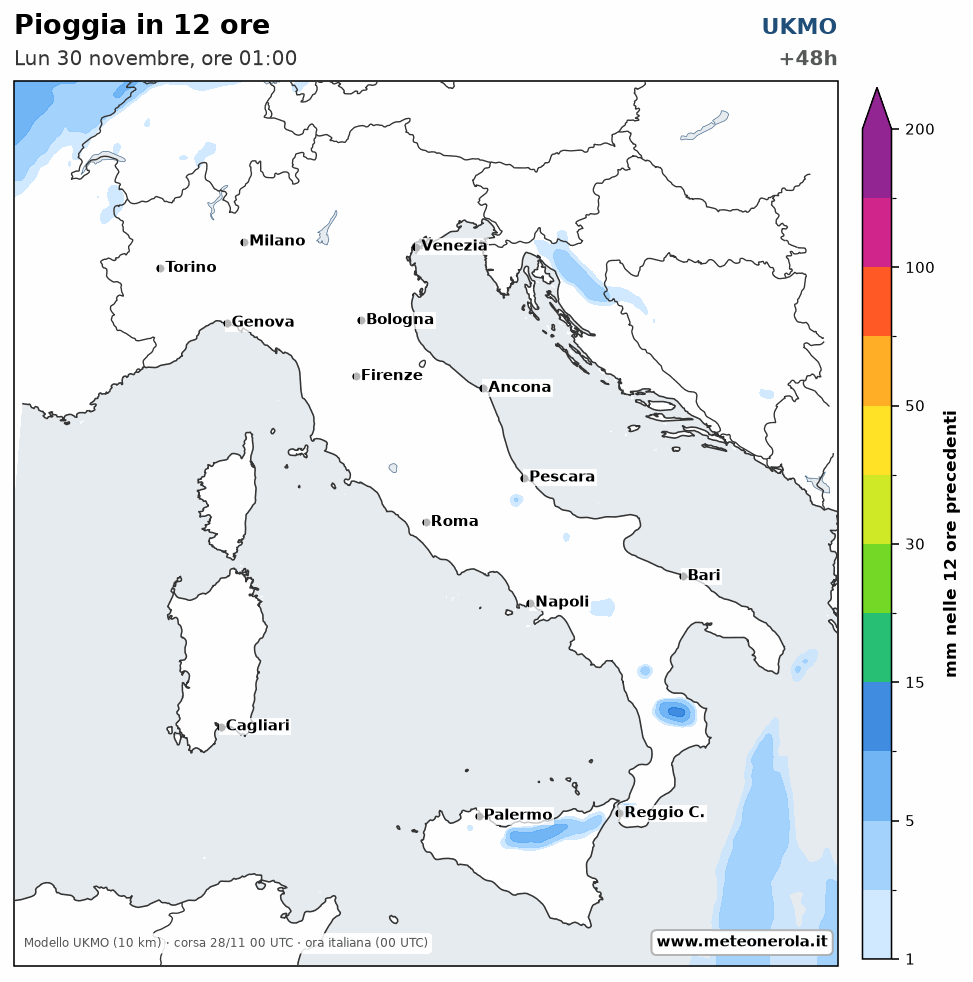 Pioggia in 12 ore
UKMO
Lun 30 novembre, ore 01:00
+48h
Milano
Venezia
Torino
Genova
Bologna
Firenze
Ancona
Pescara
Roma
Bari
Napoli
Cagliari
Palermo
Reggio C.
200
100
50
30
15
5
1
mm nelle 12 ore precedenti
Modello UKMO (10 km) · corsa 28/11 00 UTC · ora italiana (00 UTC)
www.meteonerola.it